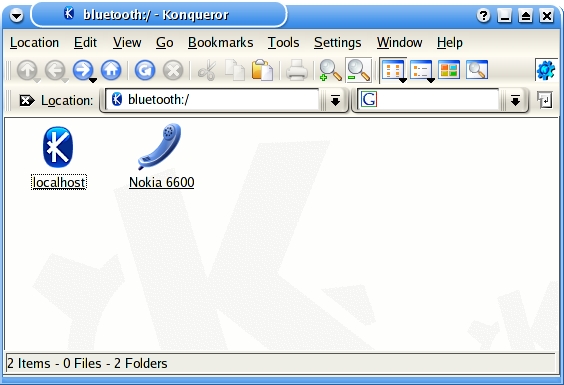 bluetooth:/ - Konqueror
Location Edit View Go Bookmarks Tools Settings Window Help
Location: bluetooth:/ G
localhost Nokia 6600
2 Items - 0 Files - 2 Folders